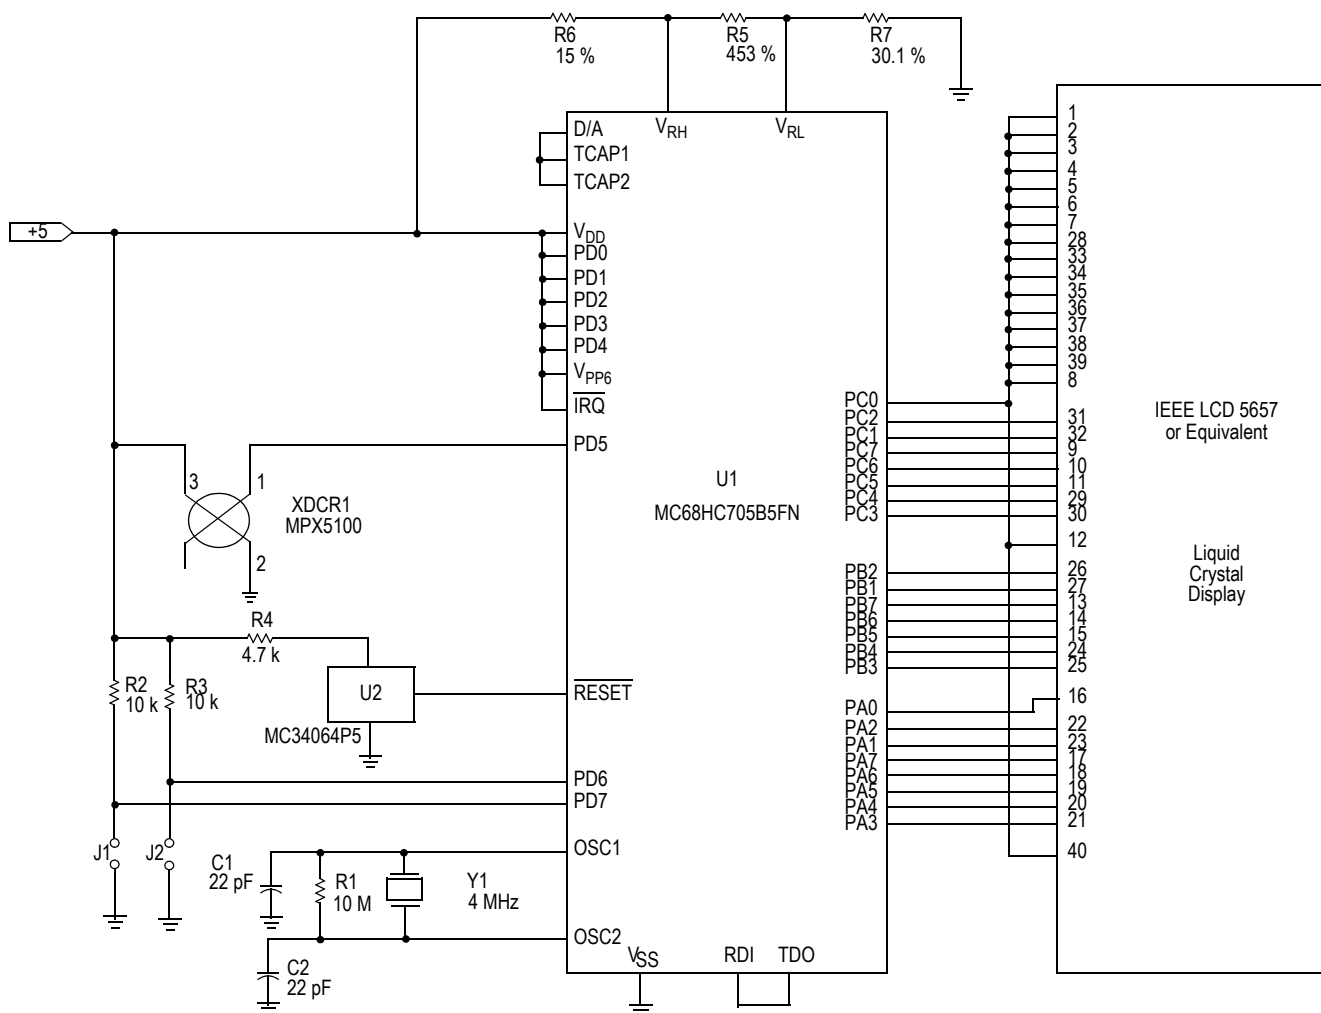 R6
15 %
R5
453 %
R7
30.1 %
VRH
VRL
D/A
TCAP1
TCAP2
+5
VDD
PD0
PD1
PD2
PD3
PD4
VPP6
IRQ
PD5
3
1
2
XDCR1
MPX5100
R4
4.7 k
R2
10 k
R3
10 k
U2
MC34064P5
RESET
PD6
PD7
J1
J2
OSC1
C1
22 pF
R1
10 M
Y1
4 MHz
OSC2
C2
22 pF
VSS
RDI
TDO
U1
MC68HC705B5FN
PC0
PC2
PC1
PC7
PC6
PC5
PC4
PC3
PB2
PB1
PB7
PB6
PB5
PB4
PB3
PA0
PA2
PA1
PA7
PA6
PA5
PA4
PA3
1
2
3
4
5
6
7
28
33
34
35
36
37
38
39
8
31
32
9
10
11
29
30
12
26
27
13
14
15
24
25
16
22
23
17
18
19
20
21
40
IEEE LCD 5657
or Equivalent
Liquid
Crystal
Display